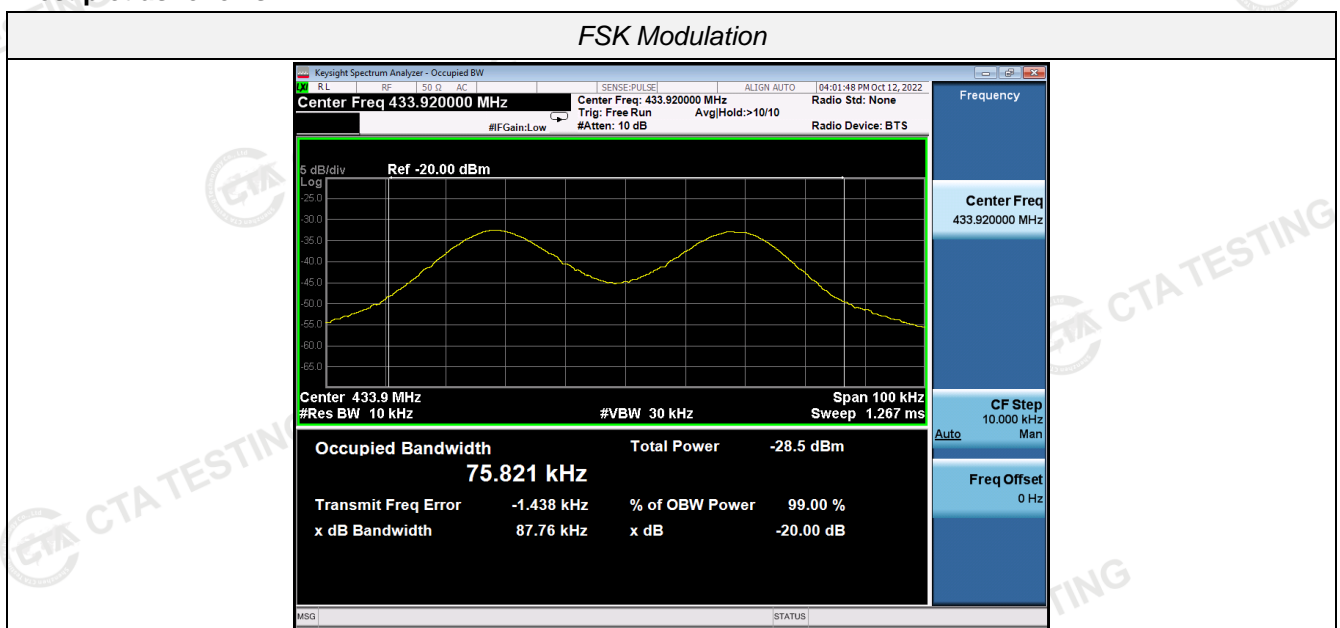 FSK Modulation
Keysight Spectrum Analyzer - Occupied BW
LXI RL RF 50 Ω AC SENSE:PULSE ALIGN AUTO 04:01:48 PM Oct 12, 2022
Center Freq 433.920000 MHz
Center Freq: 433.920000 MHz Radio Std: None
Trig: Free Run Avg|Hold:>10/10
#IFGain:Low #Atten: 10 dB Radio Device: BTS
Frequency
5 dB/div Ref -20.00 dBm
Log
-25.0
-30.0
-35.0
-40.0
-45.0
-50.0
-55.0
-60.0
-65.0
Center Freq
433.920000 MHz
Center 433.9 MHz Span 100 kHz
#Res BW 10 kHz #VBW 30 kHz Sweep 1.267 ms
CF Step
10.000 kHz
Auto Man
Occupied Bandwidth Total Power -28.5 dBm
75.821 kHz
Transmit Freq Error -1.438 kHz % of OBW Power 99.00 %
x dB Bandwidth 87.76 kHz x dB -20.00 dB
Freq Offset
0 Hz
MSG STATUS
CTA
CTA TESTING
CTA TESTING
TING